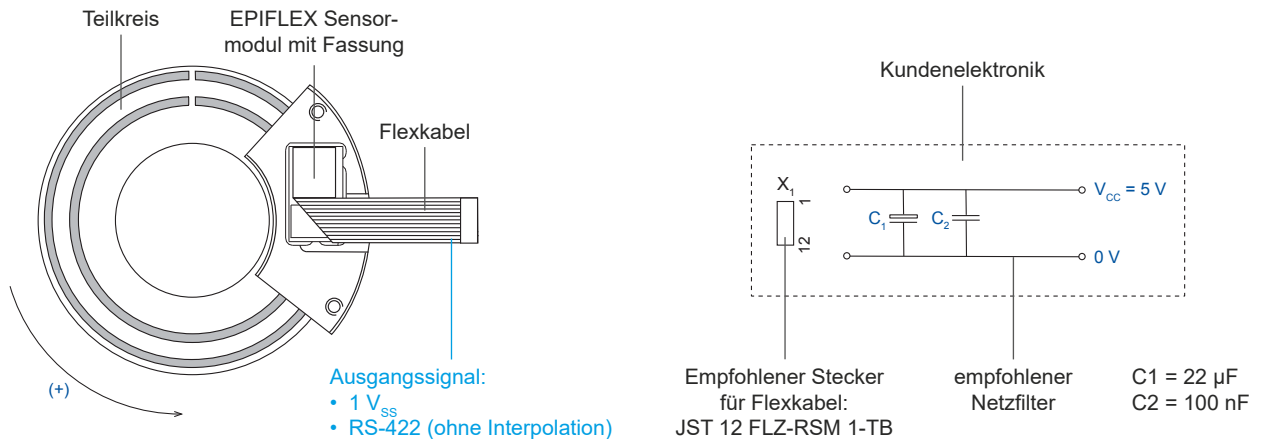 Teilkreis
EPIFLEX Sensor-
modul mit Fassung
Flexkabel
(+)
Ausgangssignal:
• 1 Vss
• RS-422 (ohne Interpolation)
Kundenelektronik
X1
1
12
C1
C2
Vcc = 5 V
0 V
Empfohlener Stecker
für Flexkabel:
JST 12 FLZ-RSM 1-TB
empfohlener
Netzfilter
C1 = 22 µF
C2 = 100 nF